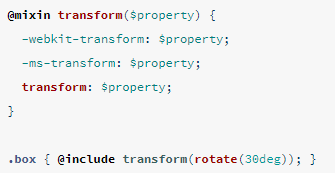 @mixin transform($property) {
-webkit-transform: $property;
-ms-transform: $property;
transform: $property;
}
.box { @include transform(rotate(30deg)); }